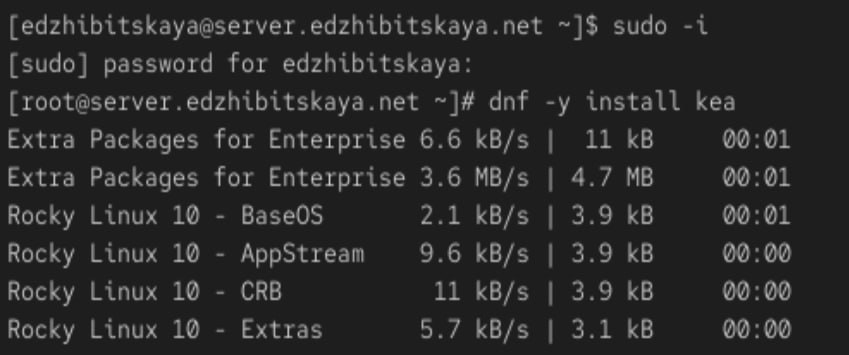 [edzhibitskaya@server.edzhibitskaya.net ~]$ sudo -i
[sudo] password for edzhibitskaya:
[root@server.edzhibitskaya.net ~]# dnf -y install kea
Extra Packages for Enterprise 6.6 kB/s |  11 kB     00:01
Extra Packages for Enterprise 3.6 MB/s | 4.7 MB     00:01
Rocky Linux 10 - BaseOS       2.1 kB/s | 3.9 kB     00:01
Rocky Linux 10 - AppStream    9.6 kB/s | 3.9 kB     00:00
Rocky Linux 10 - CRB           11 kB/s | 3.9 kB     00:00
Rocky Linux 10 - Extras       5.7 kB/s | 3.1 kB     00:00